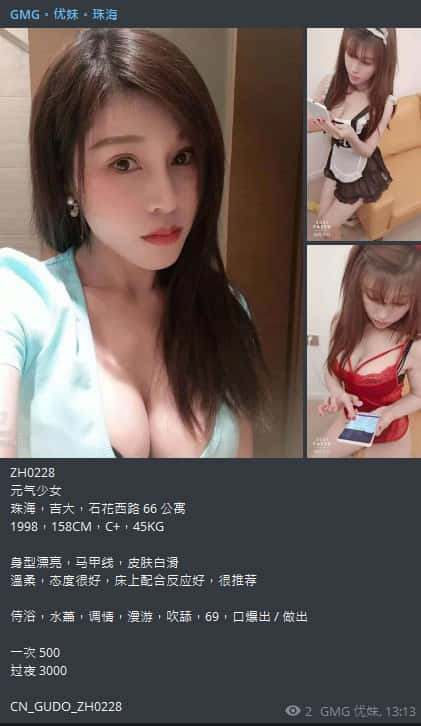 GMG • 优妹 • 珠海
ZH0228
元气少女
珠海，吉大，石花西路 66 公寓
1998，158CM，C+，45KG
身型漂亮，马甲线，皮肤白滑
溫柔，态度很好，床上配合反应好，很推荐
侍浴，水蕭，调情，漫游，吹舔，69，口爆出 / 做出
一次 500
过夜 3000
CN_GUDO_ZH0228
2 GMG 优妹, 13:13